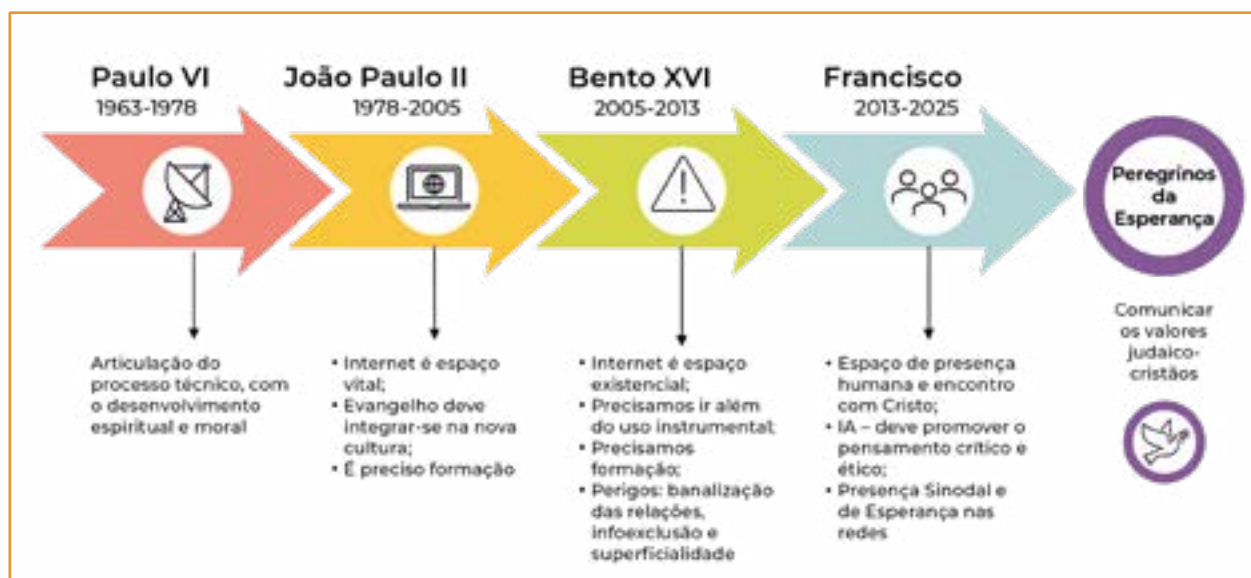 Paulo VI
1963-1978
Articulação do
processo técnico, com
o desenvolvimento
espiritual e moral
João Paulo II
1978-2005
• Internet é espaço
vital;
• Evangelho deve
integrar-se na nova
cultura;
• É preciso formação
Bento XVI
2005-2013
• Internet é espaço
existencial;
• Precisamos ir além
do uso instrumental;
• Precisamos
formação;
• Perigos: banalização
das relações,
infoexclusão e
superficialidade
Francisco
2013-2025
• Espaço de presença
humana e encontro
com Cristo;
• IA – deve promover o
pensamento crítico e
ético;
• Presença Sinodal e
de Esperança nas
redes
Peregrinos
da
Esperança
Comunicar
os valores
judaico-
cristãos